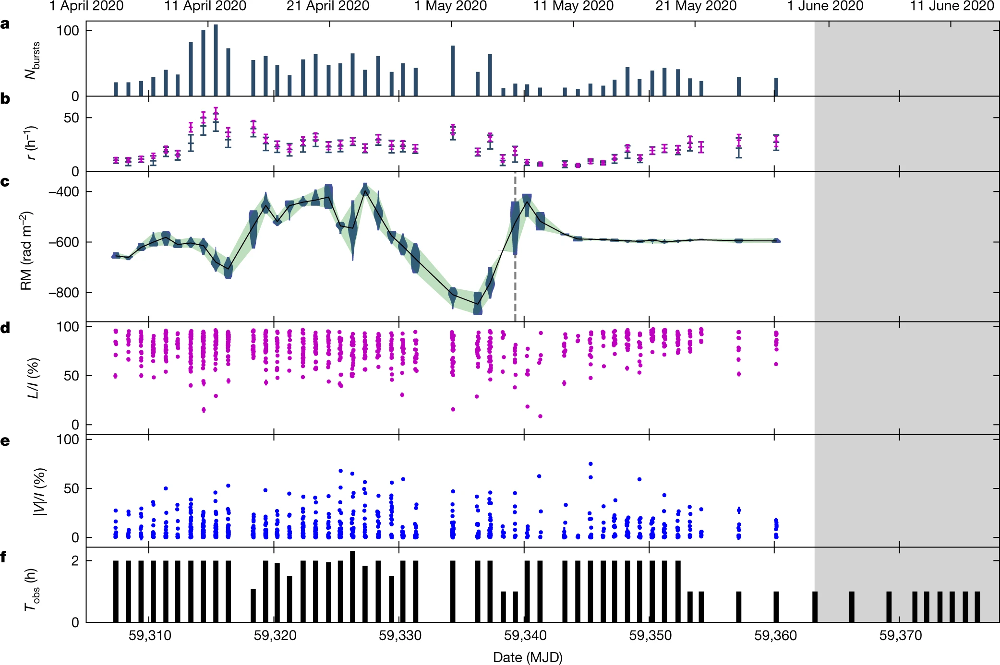 1 April 2020 11 April 2020 21 April 2020 1 May 2020 11 May 2020 21 May 2020 1 June 2020 11 June 2020
a
100
0
N_bursts
b
50
0
r (h⁻¹)
c
−400
−600
−800
RM (rad m⁻²)
d
100
50
0
L/I (%)
e
100
50
0
|V|/I (%)
f
2
0
T_obs (h)
59,310 59,320 59,330 59,340 59,350 59,360 59,370
Date (MJD)